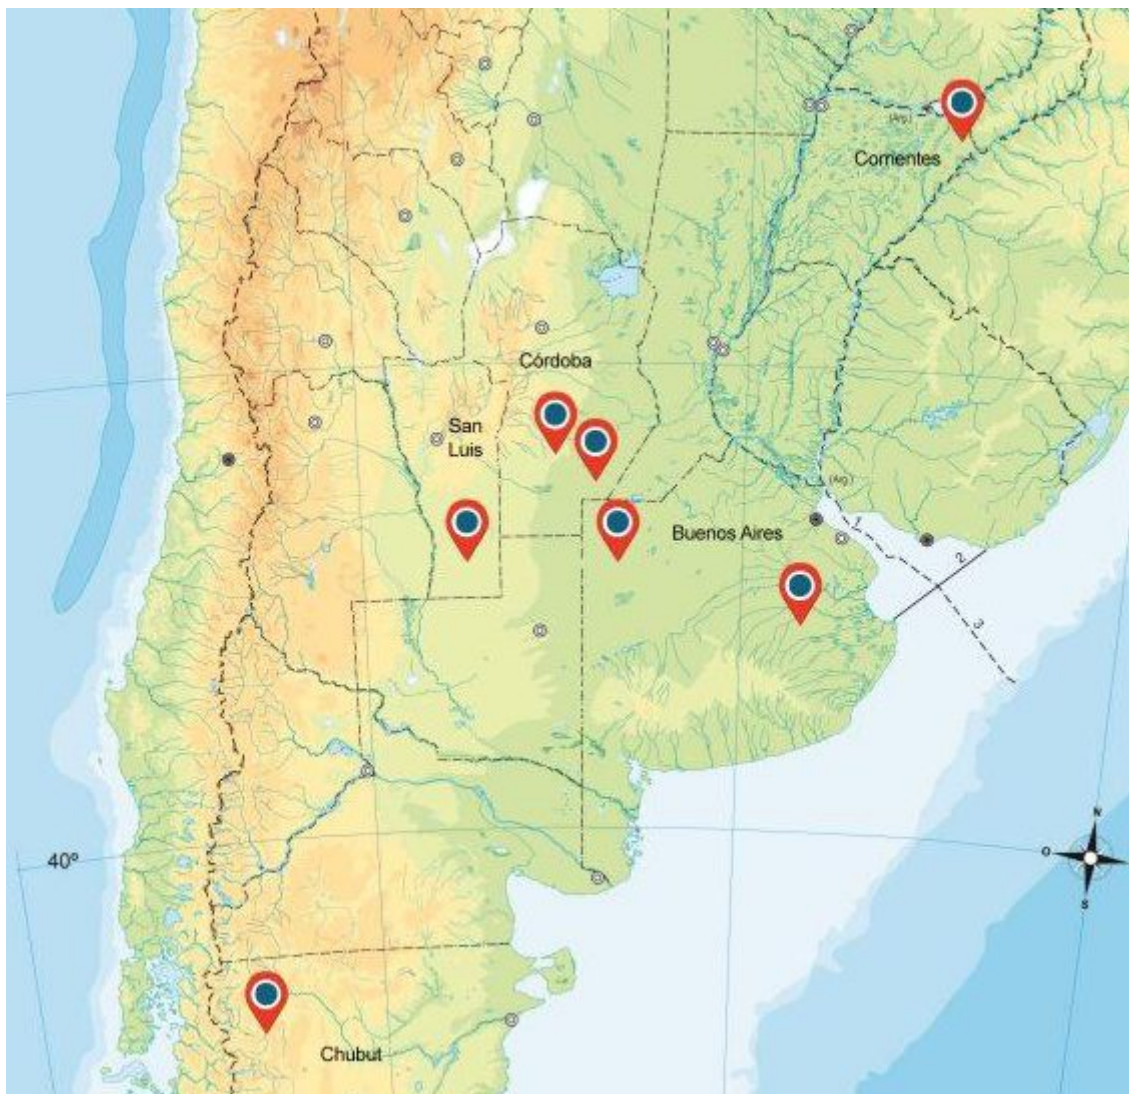 (Arg.)
Corrientes
Córdoba
San
Luis
(Arg.)
Buenos Aires
1
2
3
N
O
S
40º
Chubut